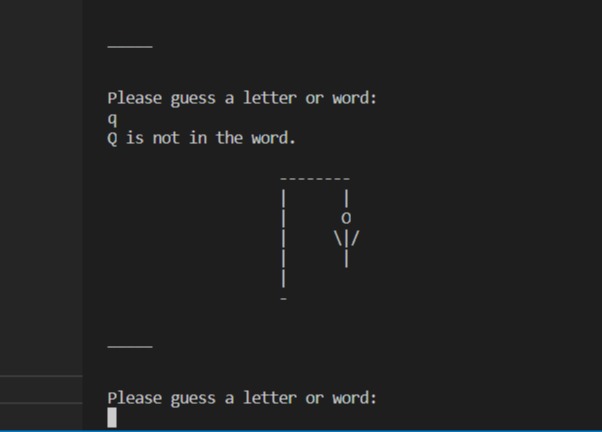 _____
Please guess a letter or word:
q
Q is not in the word.
--------
|      |
|      O
|     \|/
|      |
|
-
_____
Please guess a letter or word: